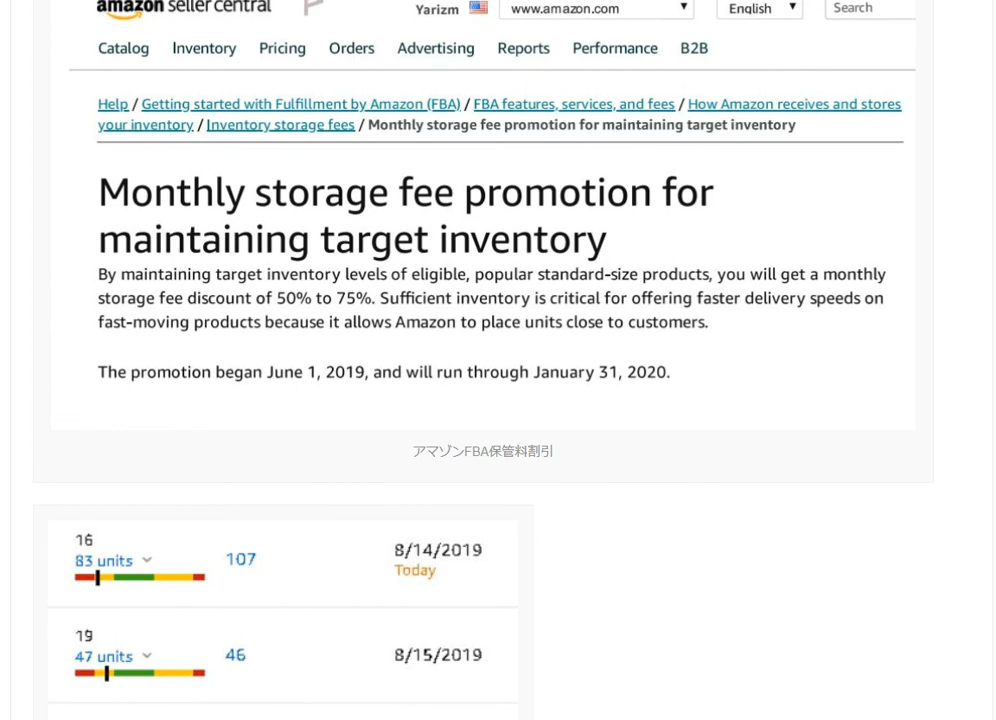 amazon seller central
Yarizm www.amazon.com English Search
Catalog Inventory Pricing Orders Advertising Reports Performance B2B
Help / Getting started with Fulfillment by Amazon (FBA) / FBA features, services, and fees / How Amazon receives and stores
your inventory / Inventory storage fees / Monthly storage fee promotion for maintaining target inventory
Monthly storage fee promotion for
maintaining target inventory
By maintaining target inventory levels of eligible, popular standard-size products, you will get a monthly
storage fee discount of 50% to 75%. Sufficient inventory is critical for offering faster delivery speeds on
fast-moving products because it allows Amazon to place units close to customers.
The promotion began June 1, 2019, and will run through January 31, 2020.
アマゾンFBA保管料割引
16
83 units 107 8/14/2019
Today
19
47 units 46 8/15/2019